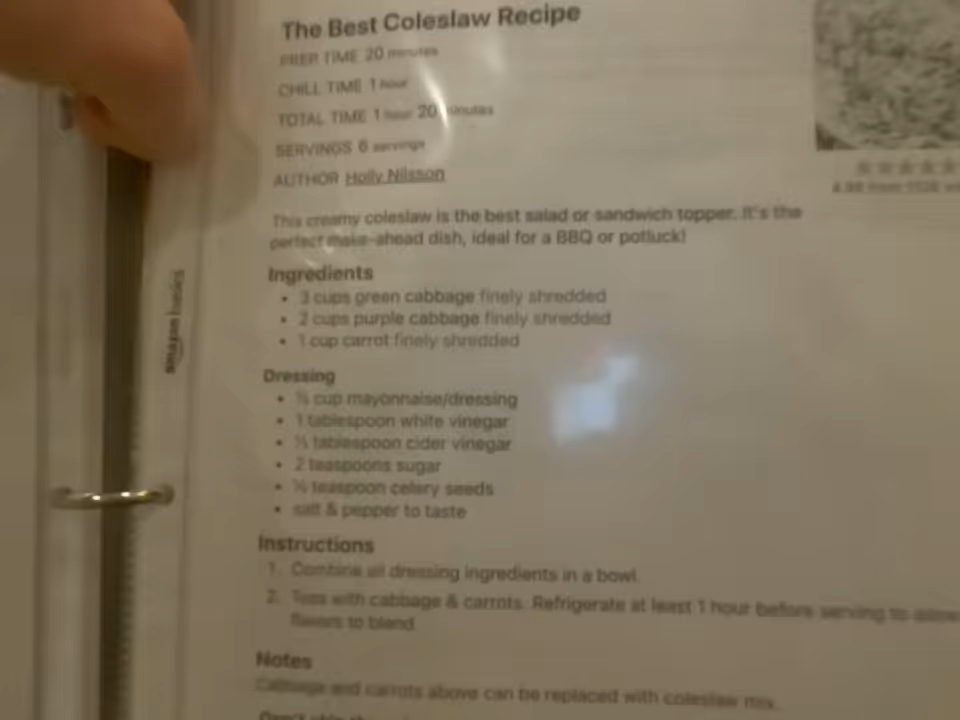 The Best Coleslaw Recipe
PREP TIME 20 minutes
CHILL TIME 1 hour
TOTAL TIME 1 hour 20 minutes
SERVINGS 6 servings
AUTHOR Holly Nilsson
This creamy coleslaw is the best salad or sandwich topper. It's the
perfect make-ahead dish, ideal for a BBQ or potluck!
Ingredients
• 3 cups green cabbage finely shredded
• 2 cups purple cabbage finely shredded
• 1 cup carrot finely shredded
Dressing
• cup mayonnaise/dressing
• 1 tablespoon white vinegar
• tablespoon cider vinegar
• 2 teaspoons sugar
• teaspoon celery seeds
• salt & pepper to taste
Instructions
1. Combine all dressing ingredients in a bowl.
2. Toss with cabbage & carrots. Refrigerate at least 1 hour before serving to allow
flavors to blend.
Notes
Cabbage and carrots above can be replaced with coleslaw mix.
amazon basics